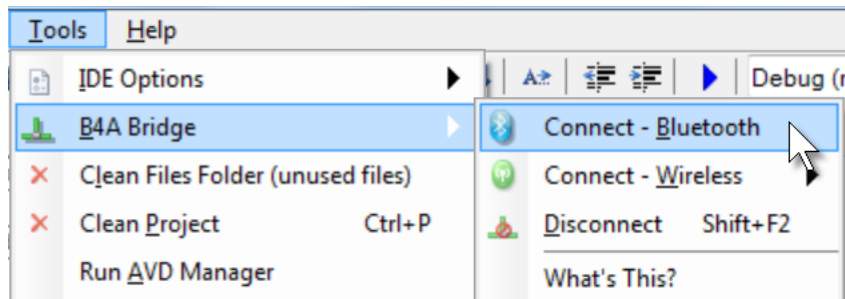 Tools Help
IDE Options
A Debug (r
B4A Bridge
Connect - Bluetooth
Clean Files Folder (unused files)
Connect - Wireless
Clean Project Ctrl+P
Disconnect Shift+F2
Run AVD Manager
What's This?